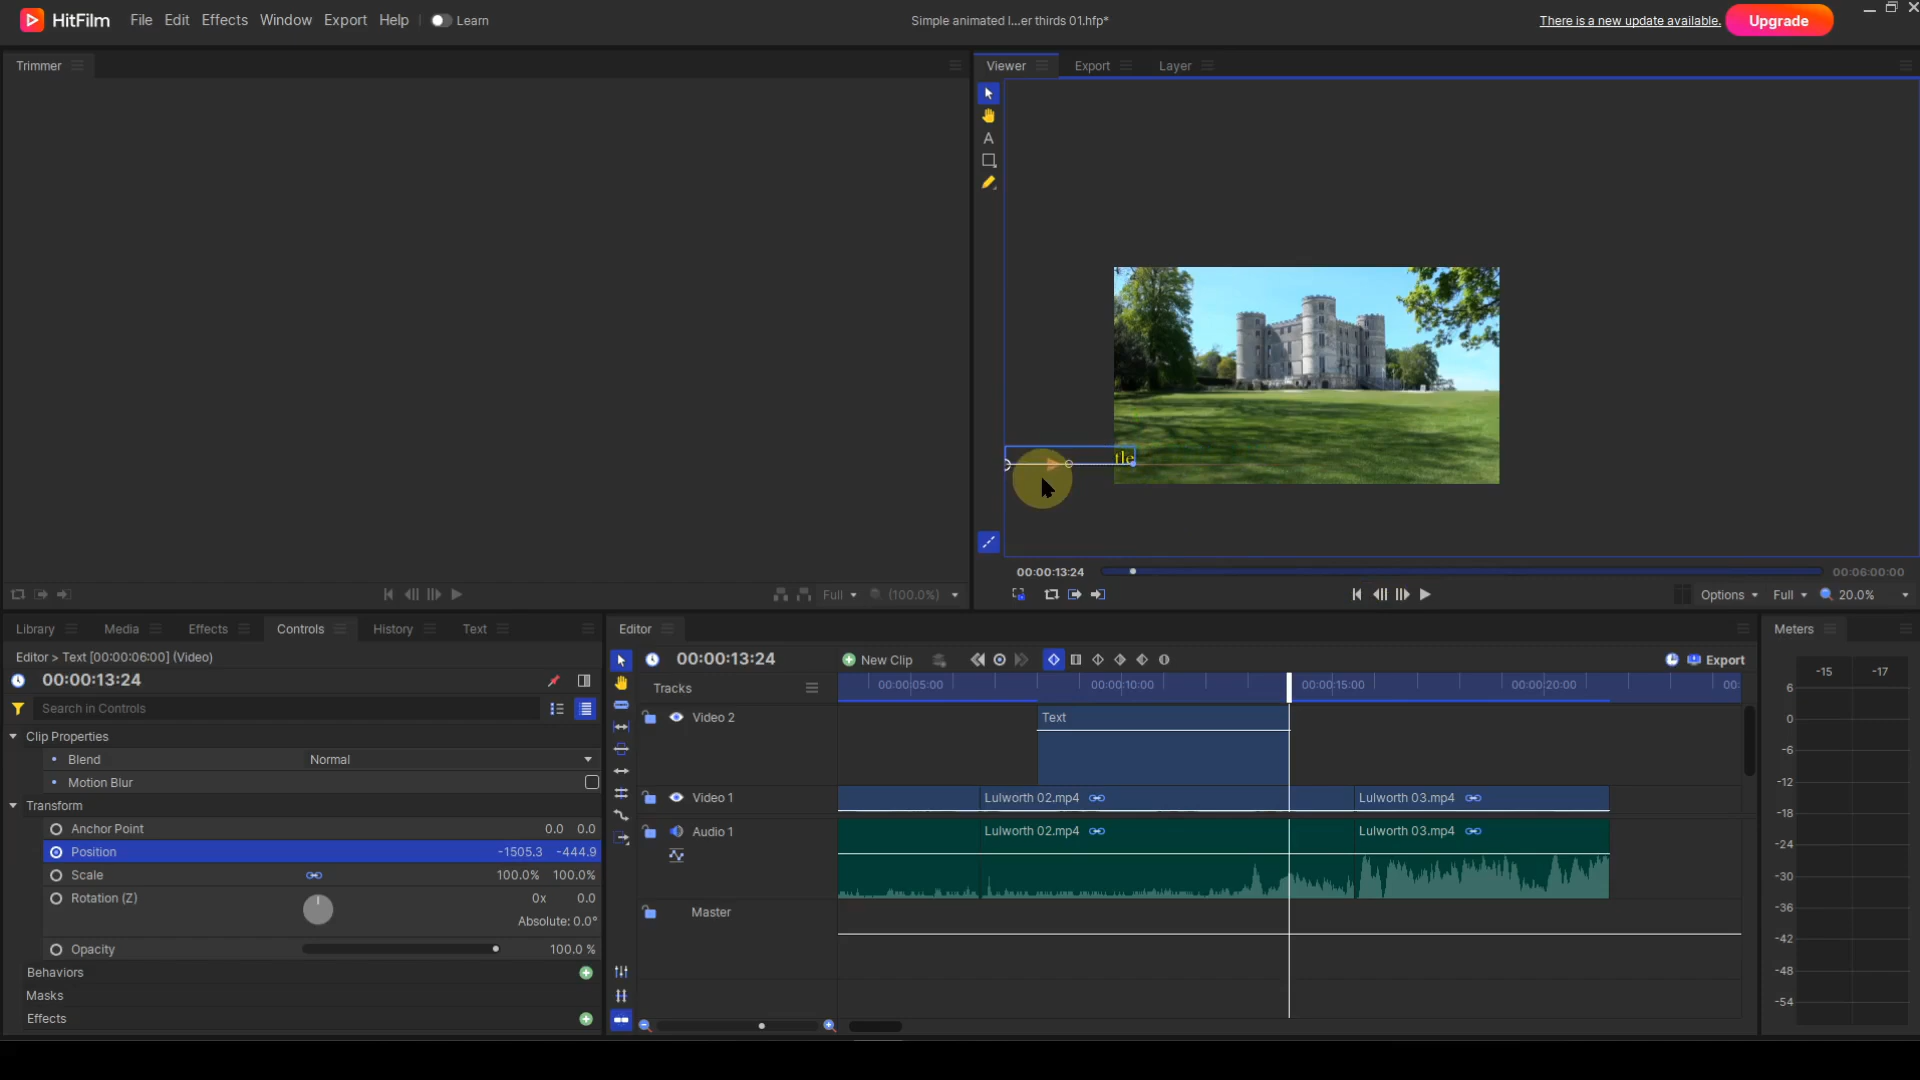 HitFilm File Edit Effects Window Export Help Learn Simple animated l...er thirds 01.hfp* There is a new update available. Upgrade
Trimmer
Viewer Export Layer
A
tle
00:00:13:24 00:06:00:00
Full (100.0%)
Options Full 20.0%
Library Media Effects Controls History Text
Editor > Text [00:00:06:00] (Video)
00:00:13:24
Search in Controls
Clip Properties
Blend Normal
Motion Blur
Transform
Anchor Point 0.0 0.0
Position -1505.3 -444.9
Scale 100.0% 100.0%
Rotation (Z) 0x 0.0
Absolute: 0.0°
Opacity 100.0 %
Behaviors
Masks
Effects
Editor
00:00:13:24 New Clip Export
Tracks 00:00:05:00 00:00:10:00 00:00:15:00 00:00:20:00 00:
Video 2 Text
Video 1 Lulworth 02.mp4 Lulworth 03.mp4
Audio 1 Lulworth 02.mp4 Lulworth 03.mp4
Master
Meters
-15 -17
6
0
-6
-12
-18
-24
-30
-36
-42
-48
-54